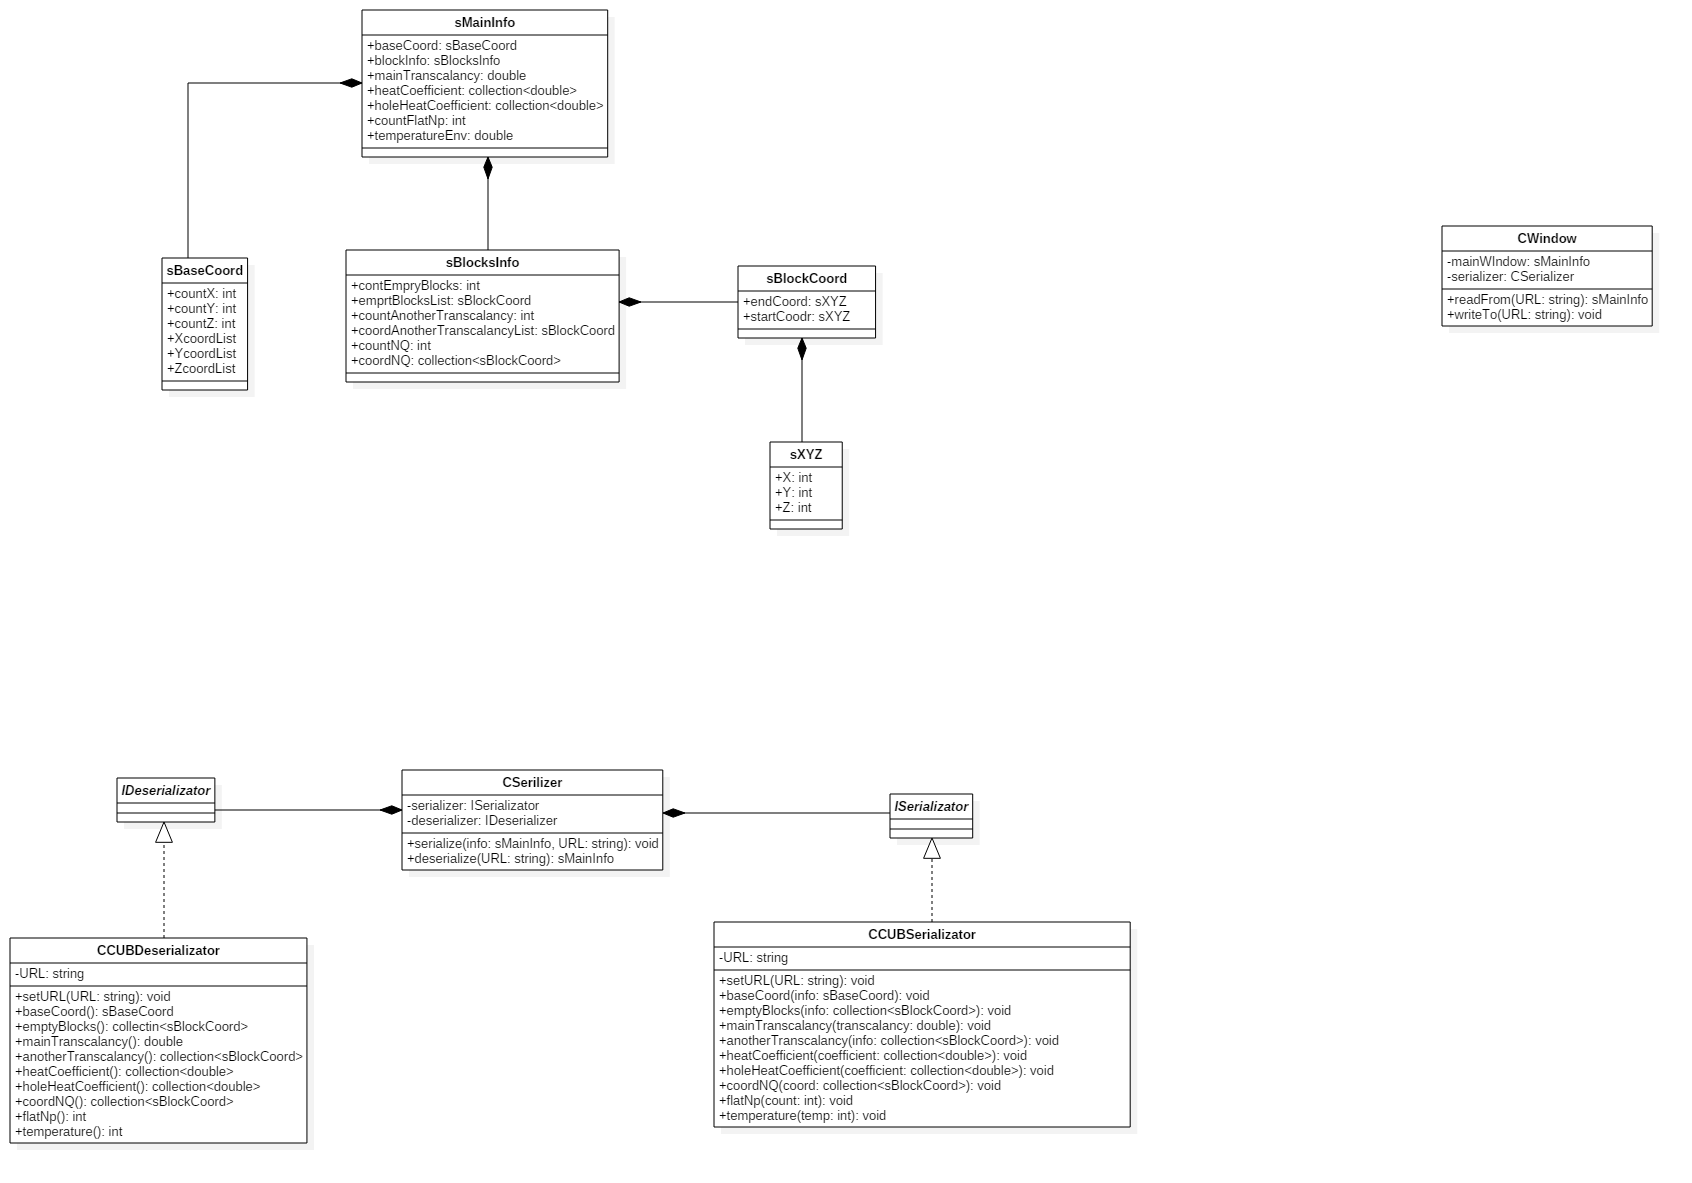 sMainInfo
+baseCoord: sBaseCoord
+blockInfo: sBlocksInfo
+mainTranscalancy: double
+heatCoefficient: collection<double>
+holeHeatCoefficient: collection<double>
+countFlatNp: int
+temperatureEnv: double
sBaseCoord
+countX: int
+countY: int
+countZ: int
+XcoordList
+YcoordList
+ZcoordList
sBlocksInfo
+contEmpryBlocks: int
+emprtBlocksList: sBlockCoord
+countAnotherTranscalancy: int
+coordAnotherTranscalancyList: sBlockCoord
+countNQ: int
+coordNQ: collection<sBlockCoord>
sBlockCoord
+endCoord: sXYZ
+startCoodr: sXYZ
sXYZ
+X: int
+Y: int
+Z: int
CWindow
-mainWIndow: sMainInfo
-serializer: CSerializer
+readFrom(URL: string): sMainInfo
+writeTo(URL: string): void
IDeserializator
CSerilizer
-serializer: ISerializator
-deserializer: IDeserializer
+serialize(info: sMainInfo, URL: string): void
+deserialize(URL: string): sMainInfo
ISerializator
CCUBDeserializator
-URL: string
+setURL(URL: string): void
+baseCoord(): sBaseCoord
+emptyBlocks(): collectin<sBlockCoord>
+mainTranscalancy(): double
+anotherTranscalancy(): collection<sBlockCoord>
+heatCoefficient(): collection<double>
+holeHeatCoefficient(): collection<double>
+coordNQ(): collection<sBlockCoord>
+flatNp(): int
+temperature(): int
CCUBSerializator
-URL: string
+setURL(URL: string): void
+baseCoord(info: sBaseCoord): void
+emptyBlocks(info: collection<sBlockCoord>): void
+mainTranscalancy(transcalancy: double): void
+anotherTranscalancy(info: collection<sBlockCoord>): void
+heatCoefficient(coefficient: collection<double>): void
+holeHeatCoefficient(coefficient: collection<double>): void
+coordNQ(coord: collection<sBlockCoord>): void
+flatNp(count: int): void
+temperature(temp: int): void